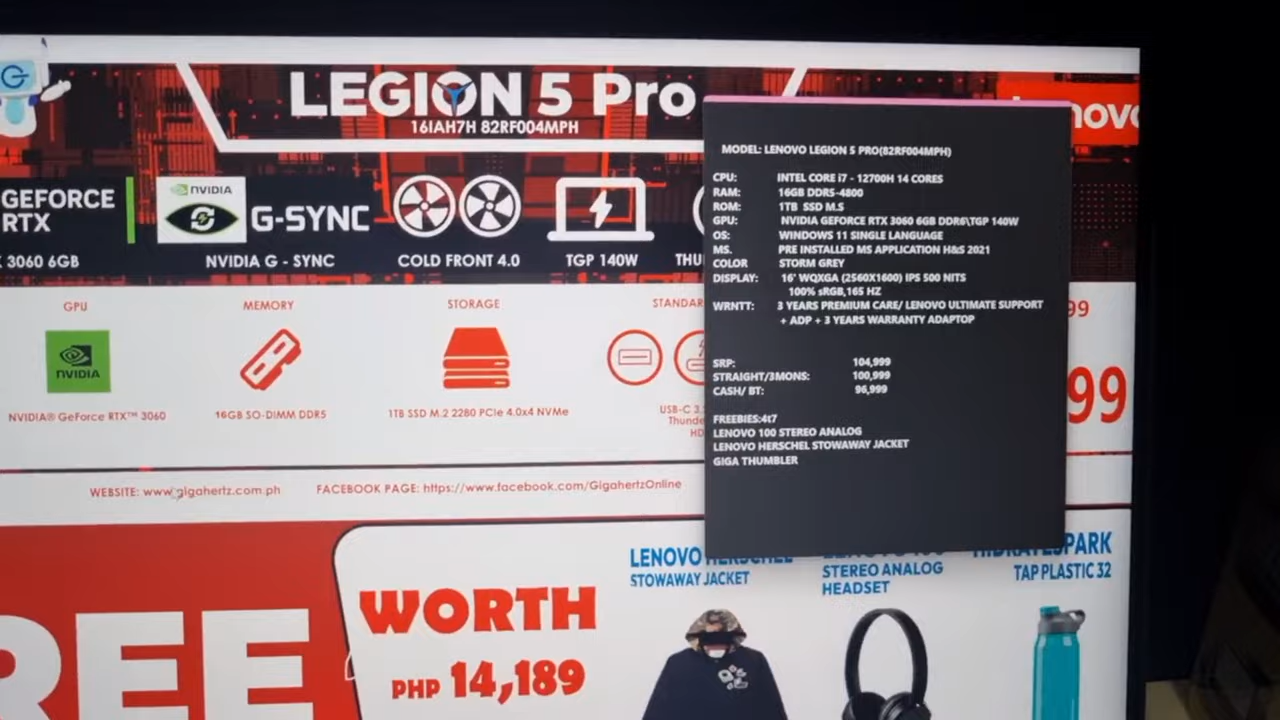 LEGION 5 Pro
16IAH7H 82RF004MPH
GEFORCE
RTX
3060 6GB
NVIDIA
G-SYNC
NVIDIA G - SYNC
COLD FRONT 4.0
TGP 140W
GPU
MEMORY
STORAGE
NVIDIA
NVIDIA® GeForce RTX™ 3060
16GB SO-DIMM DDR5
1TB SSD M.2 2280 PCIe 4.0x4 NVMe
USB-C 3.
99
99
MODEL: LENOVO LEGION 5 PRO(82RF004MPH)
CPU: INTEL CORE i7 - 12700H 14 CORES
RAM: 16GB DDR5-4800
ROM: 1TB SSD M.S
GPU: NVIDIA GEFORCE RTX 3060 6GB DDR6\TGP 140W
OS: WINDOWS 11 SINGLE LANGUAGE
MS. PRE INSTALLED MS APPLICATION H&S 2021
COLOR STORM GREY
DISPLAY: 16' WQXGA (2560X1600) IPS 500 NITS
100% sRGB,165 HZ
WRNTT: 3 YEARS PREMIUM CARE/ LENOVO ULTIMATE SUPPORT
+ ADP + 3 YEARS WARRANTY ADAPTOP
SRP: 104,999
STRAIGHT/3MONS: 100,999
CASH/ BT: 96,999
FREEBIES:4t7
LENOVO 100 STEREO ANALOG
LENOVO HERSCHEL STOWAWAY JACKET
GIGA THUMBLER
WEBSITE: www.gigahertz.com.ph FACEBOOK PAGE: https://www.facebook.com/GigahertzOnline
REE
WORTH
PHP 14,189
LENOVO HERSCHEL
STOWAWAY JACKET
STEREO ANALOG
HEADSET
TAP PLASTIC 32